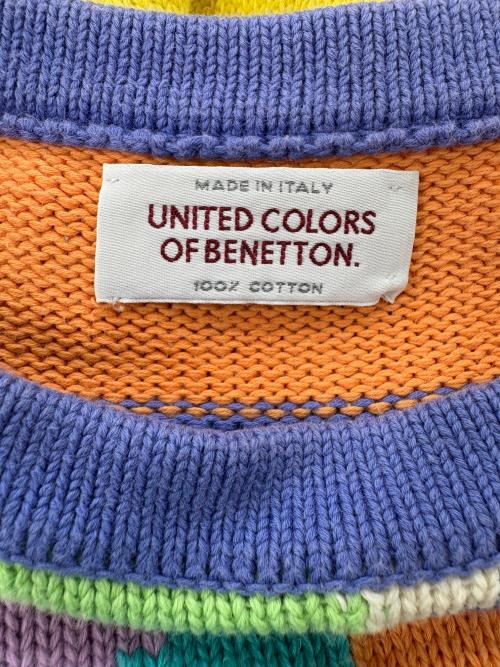 MADE IN ITALY
UNITED COLORS
OF BENETTON.
100% COTTON